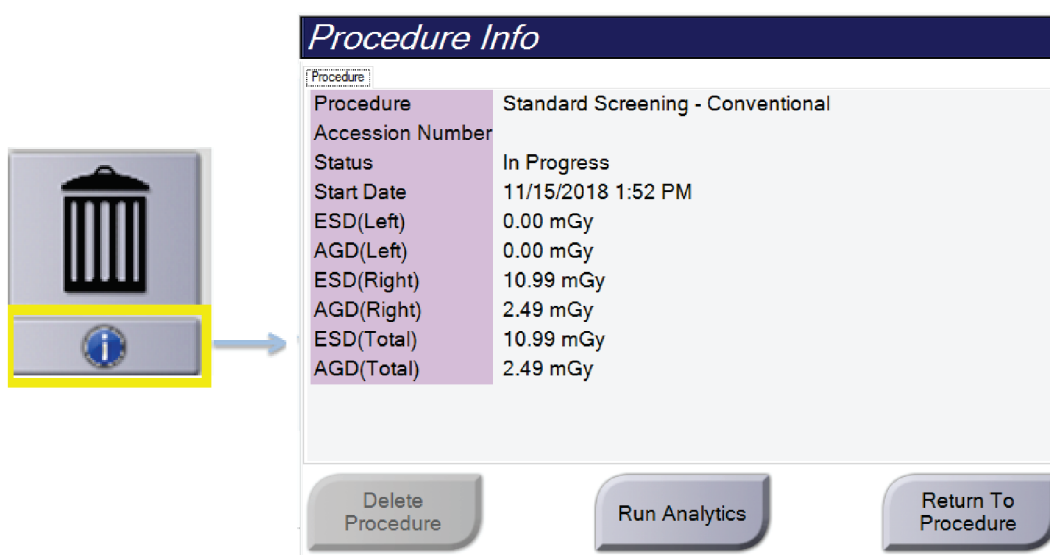 Procedure Info
Procedure
Procedure Standard Screening - Conventional
Accession Number
Status In Progress
Start Date 11/15/2018 1:52 PM
ESD(Left) 0.00 mGy
AGD(Left) 0.00 mGy
ESD(Right) 10.99 mGy
AGD(Right) 2.49 mGy
ESD(Total) 10.99 mGy
AGD(Total) 2.49 mGy
Delete
Procedure
Run Analytics
Return To
Procedure